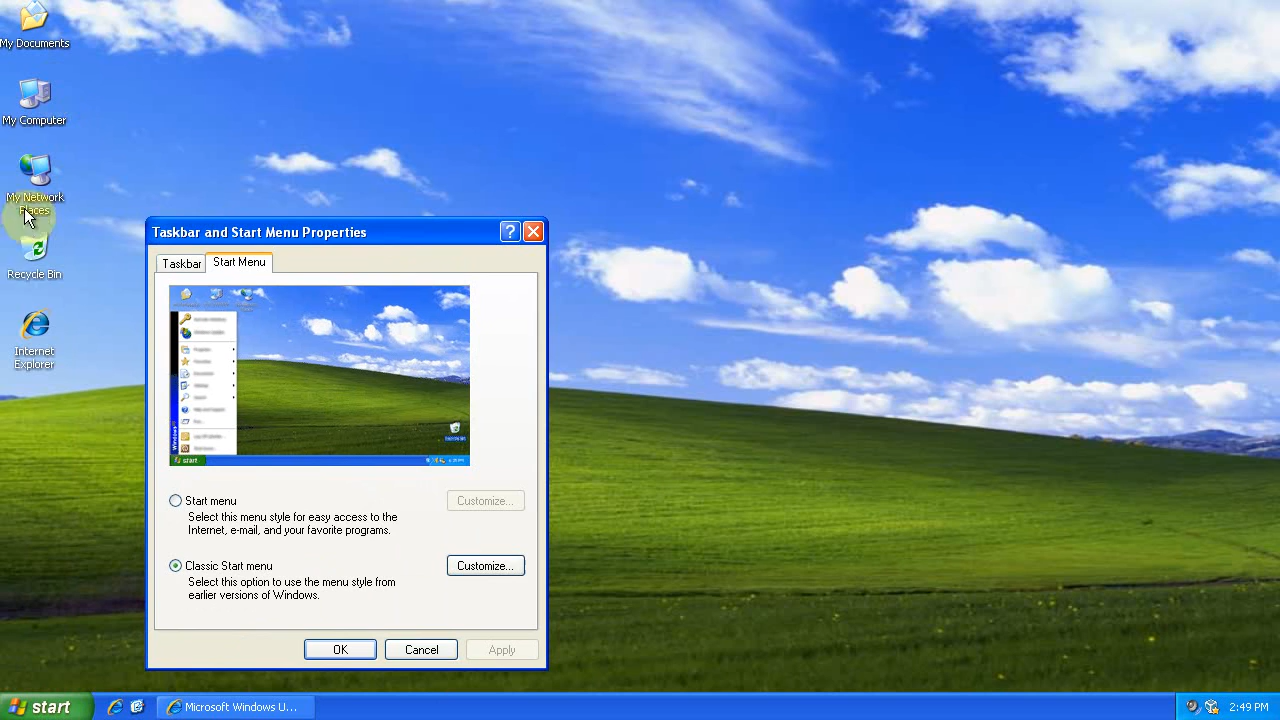 My Documents
My Computer
My Network
Places
Recycle Bin
Internet
Explorer
Taskbar and Start Menu Properties
Taskbar
Start Menu
start
Start menu
Customize...
Select this menu style for easy access to the
Internet, e-mail, and your favorite programs.
Classic Start menu
Customize...
Select this option to use the menu style from
earlier versions of Windows.
OK
Cancel
Apply
start
Microsoft Windows U...
2:49 PM